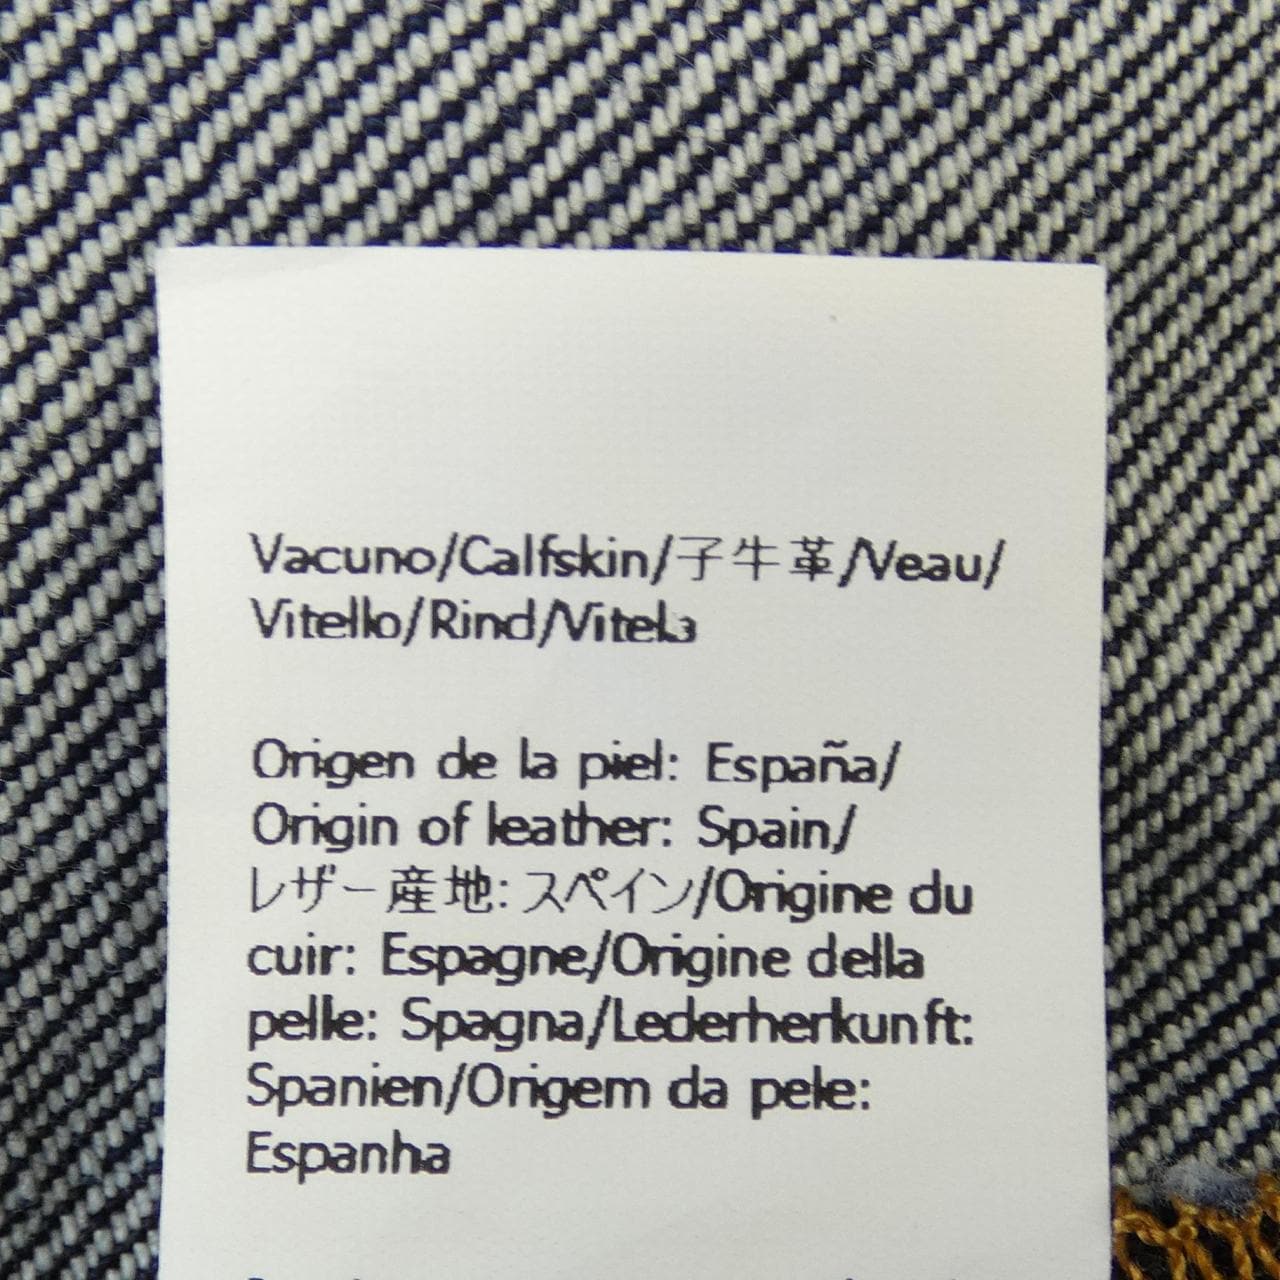 Vacuno/Calfskin/子牛革/Veau/
Vitello/Rind/Vitela
Origen de la piel: España/
Origin of leather: Spain/
レザー産地: スペイン/Origine du
cuir: Espagne/Origine della
pelle: Spagna/Lederherkunft:
Spanien/Origem da pele:
Espanha